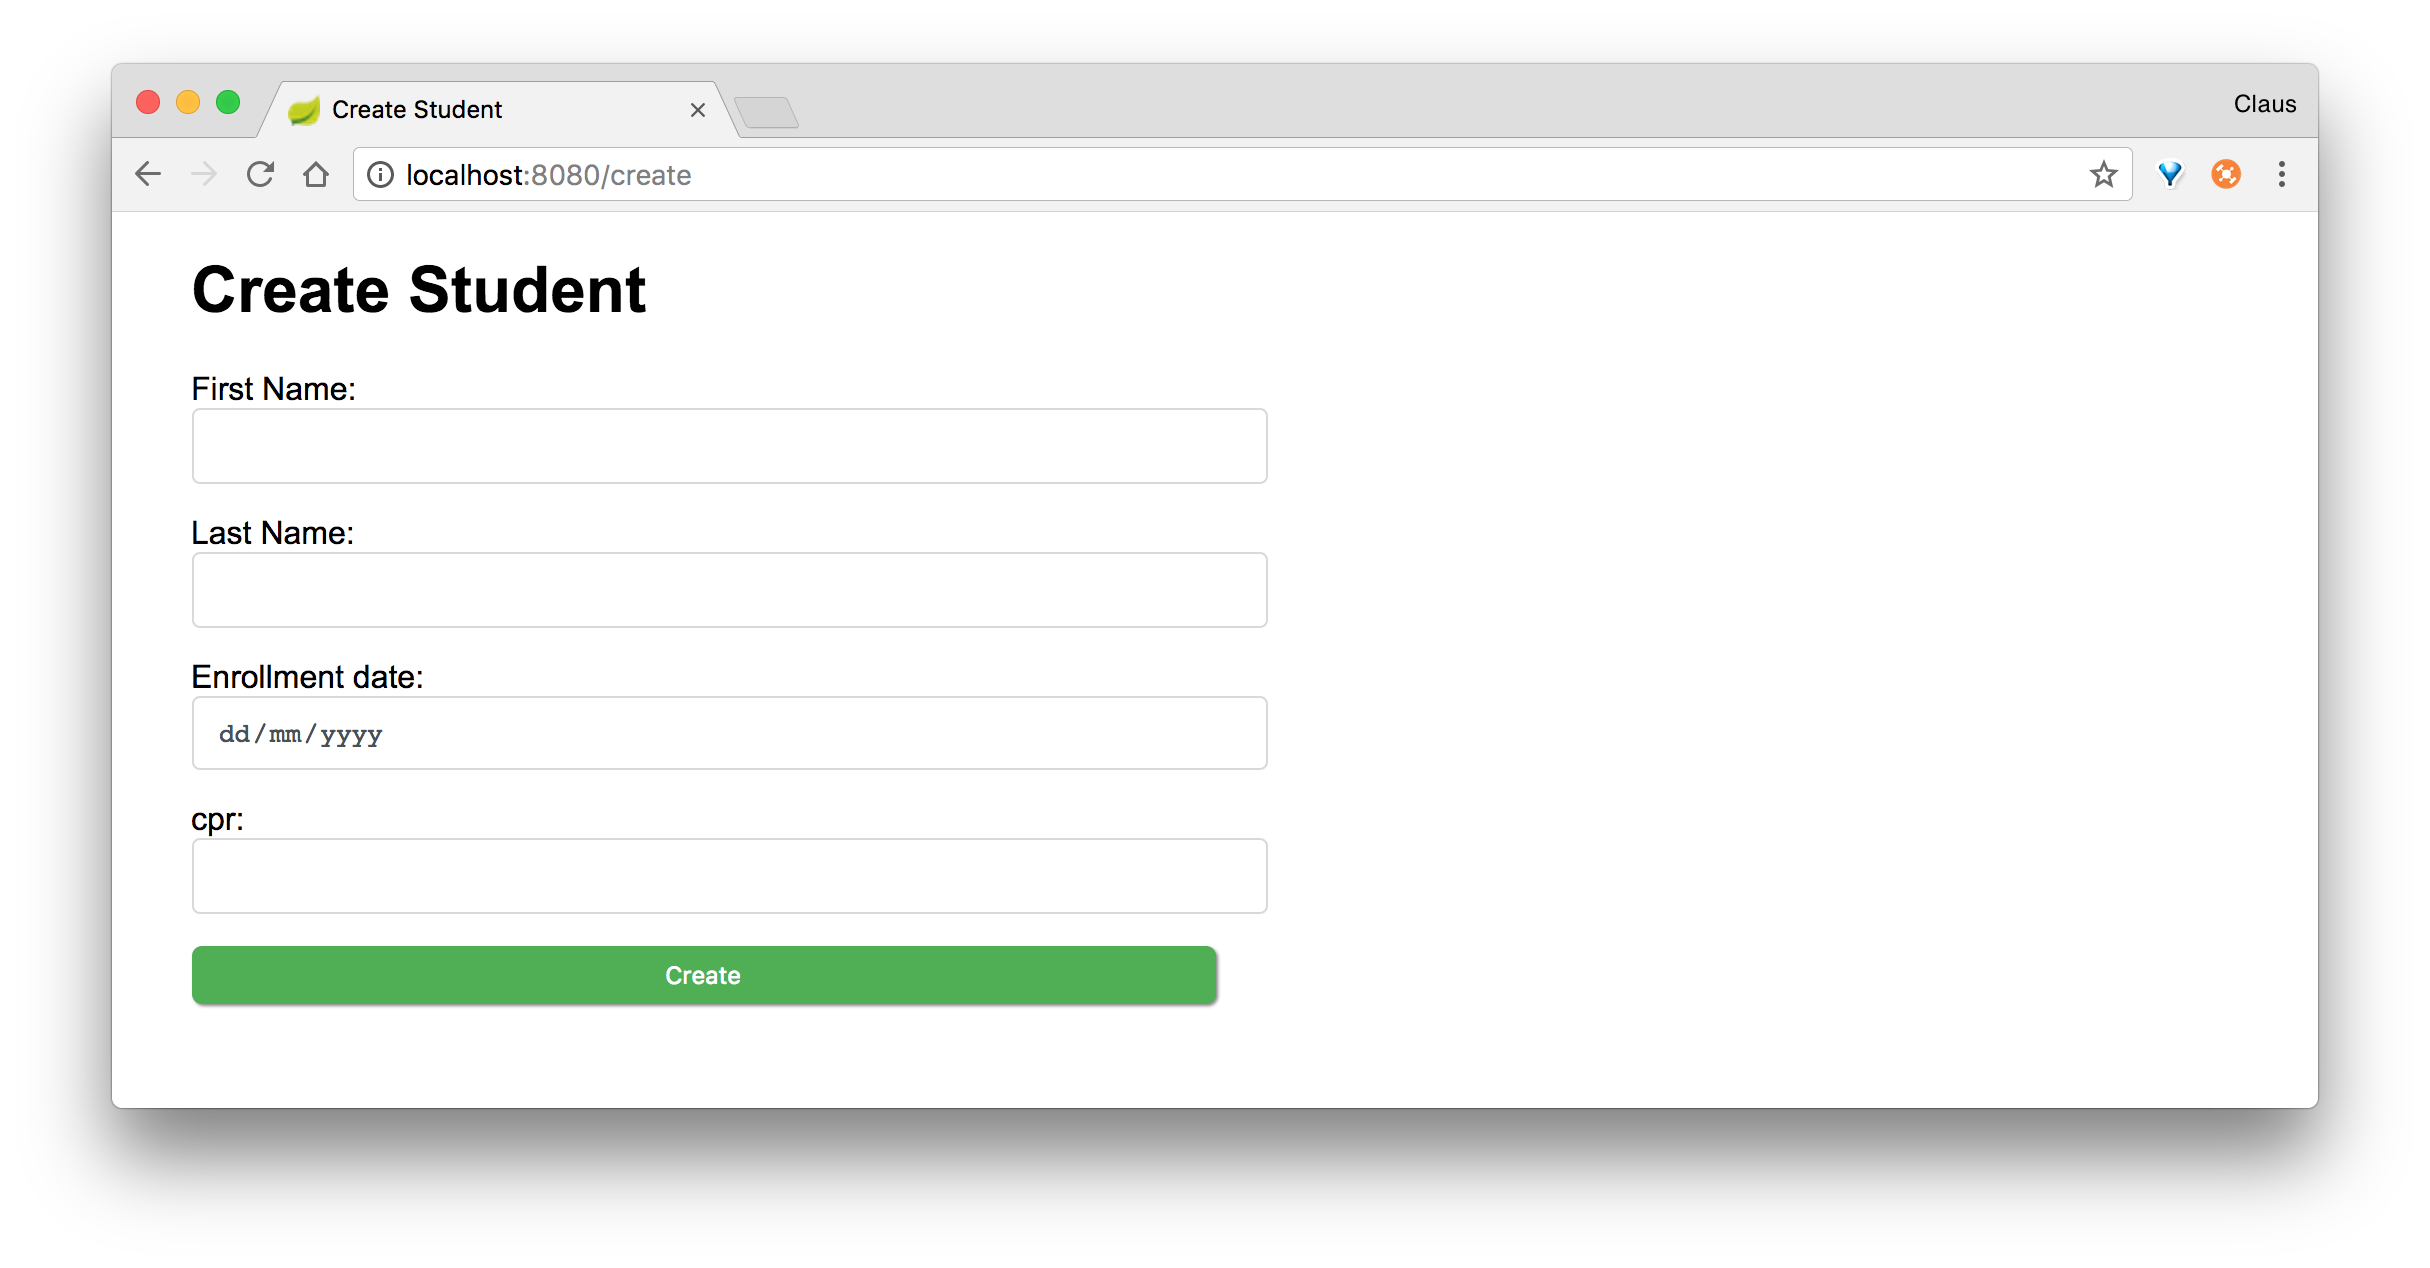 Create Student
Claus
localhost:8080/create
Create Student
First Name:
Last Name:
Enrollment date:
dd/mm/yyyy
cpr:
Create